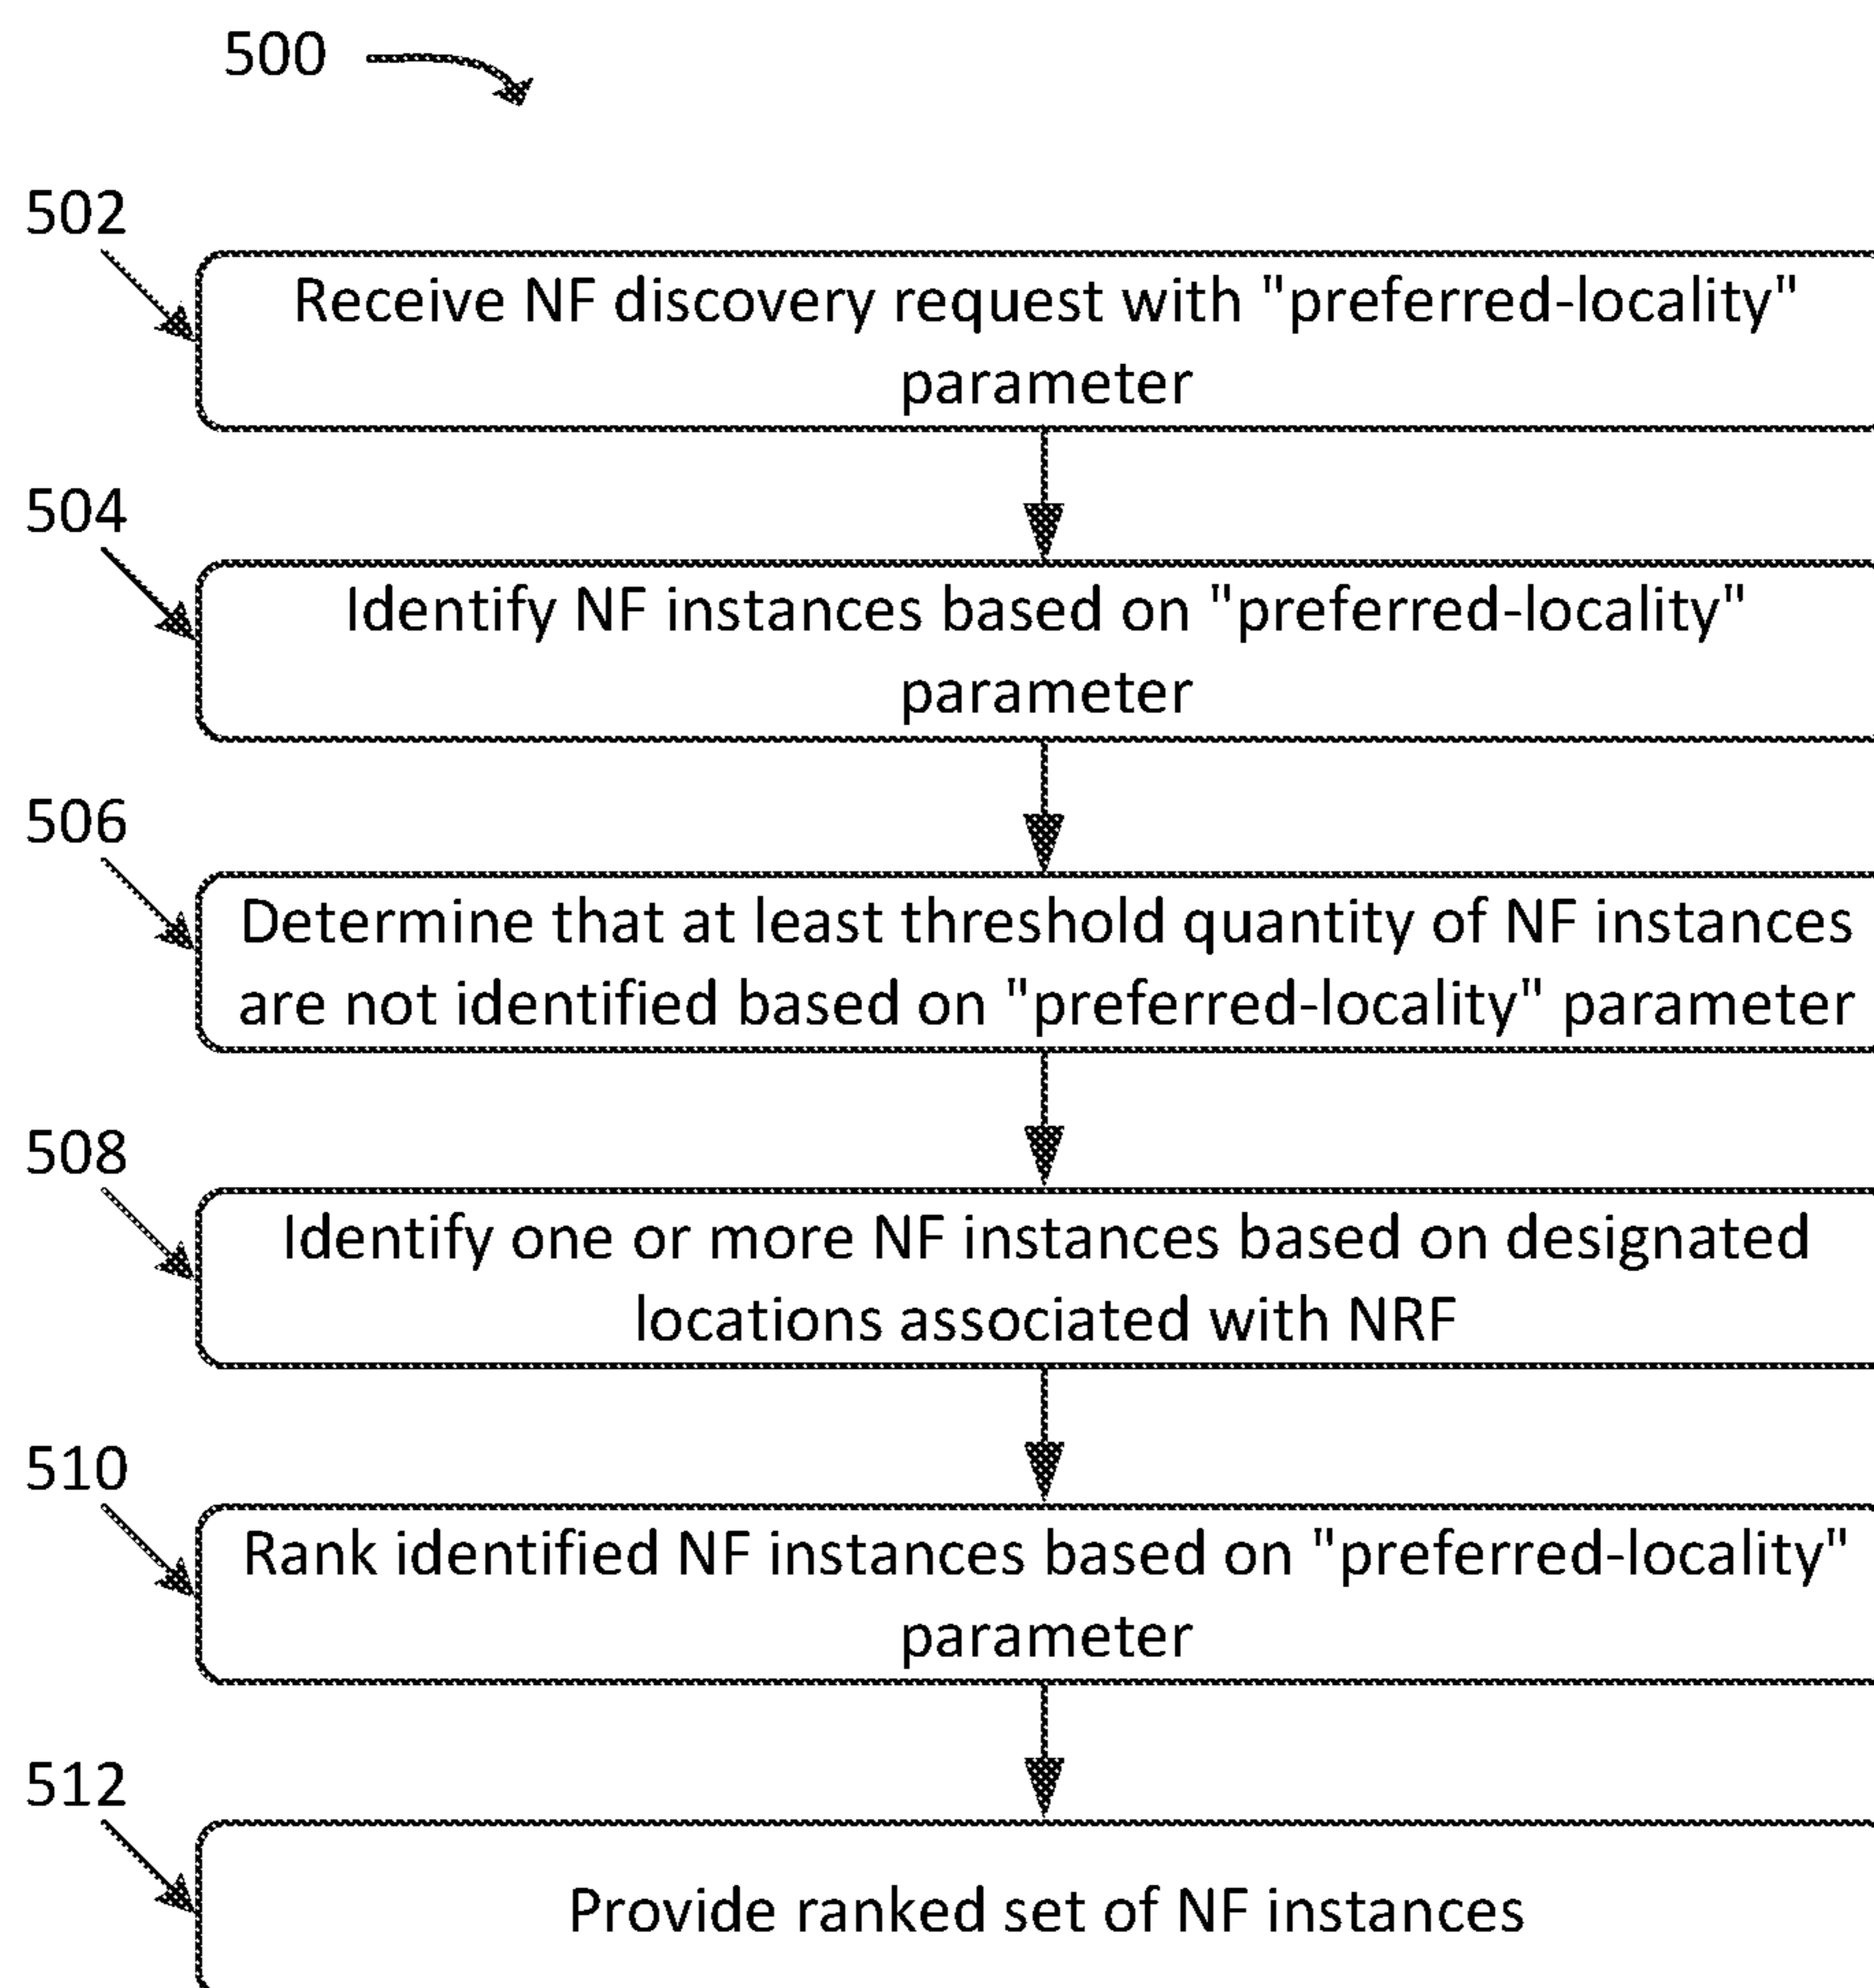 500
502
Receive NF discovery request with "preferred-locality"
parameter
504
Identify NF instances based on "preferred-locality"
parameter
506
Determine that at least threshold quantity of NF instances
are not identified based on "preferred-locality" parameter
508
Identify one or more NF instances based on designated
locations associated with NRF
510
Rank identified NF instances based on "preferred-locality"
parameter
512
Provide ranked set of NF instances